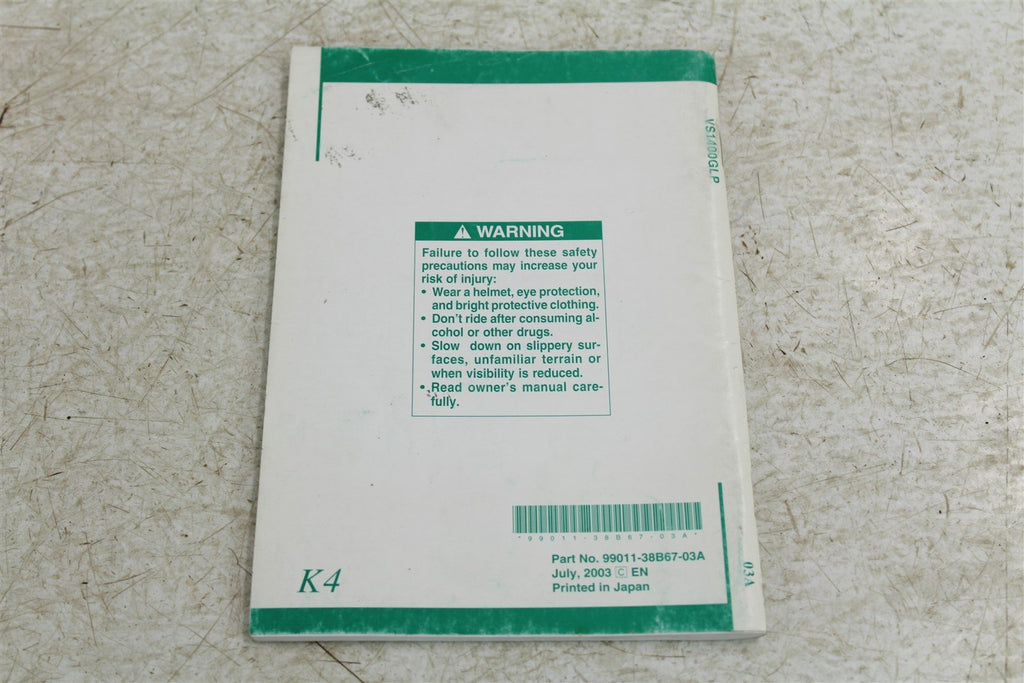 VS1400GLP
WARNING
Failure to follow these safety
precautions may increase your
risk of injury:
• Wear a helmet, eye protection,
and bright protective clothing.
• Don't ride after consuming al-
cohol or other drugs.
• Slow down on slippery sur-
faces, unfamiliar terrain or
when visibility is reduced.
• Read owner's manual care-
fully.
*99011-38B67-03A*
Part No. 99011-38B67-03A
July, 2003 C EN
Printed in Japan
K4
03A